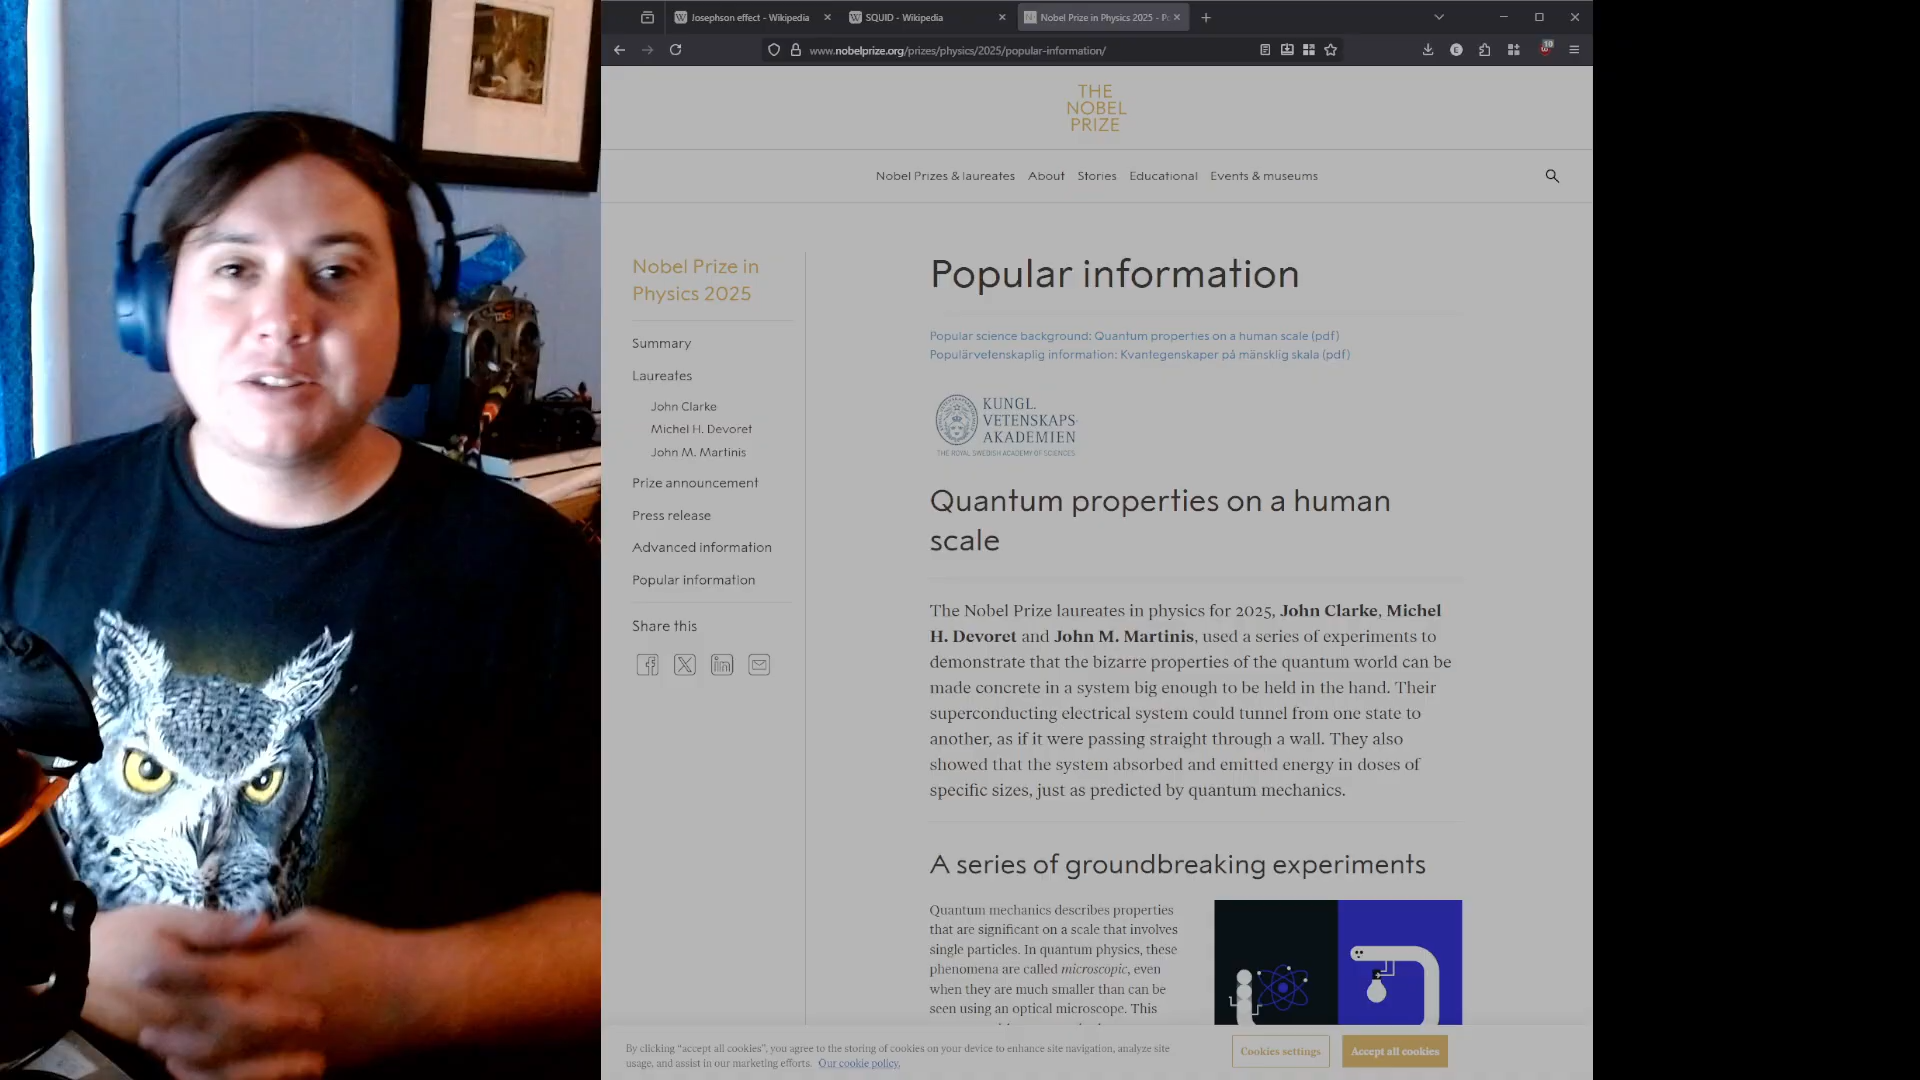 Josephson effect - Wikipedia
SQUID - Wikipedia
Nobel Prize in Physics 2025 - Po
www.nobelprize.org/prizes/physics/2025/popular-information/
10
THE
NOBEL
PRIZE
Nobel Prizes & laureates
About
Stories
Educational
Events & museums
Nobel Prize in
Physics 2025
Summary
Laureates
John Clarke
Michel H. Devoret
John M. Martinis
Prize announcement
Press release
Advanced information
Popular information
Share this
Popular information
Popular science background: Quantum properties on a human scale (pdf)
Populärvetenskaplig information: Kvantegenskaper på mänsklig skala (pdf)
KUNGL.
VETENSKAPS-
AKADEMIEN
THE ROYAL SWEDISH ACADEMY OF SCIENCES
Quantum properties on a human
scale
The Nobel Prize laureates in physics for 2025, John Clarke, Michel
H. Devoret and John M. Martinis, used a series of experiments to
demonstrate that the bizarre properties of the quantum world can be
made concrete in a system big enough to be held in the hand. Their
superconducting electrical system could tunnel from one state to
another, as if it were passing straight through a wall. They also
showed that the system absorbed and emitted energy in doses of
specific sizes, just as predicted by quantum mechanics.
A series of groundbreaking experiments
Quantum mechanics describes properties
that are significant on a scale that involves
single particles. In quantum physics, these
phenomena are called microscopic, even
when they are much smaller than can be
seen using an optical microscope. This
By clicking “accept all cookies”, you agree to the storing of cookies on your device to enhance site navigation, analyze site
usage, and assist in our marketing efforts. Our cookie policy.
Cookies settings
Accept all cookies